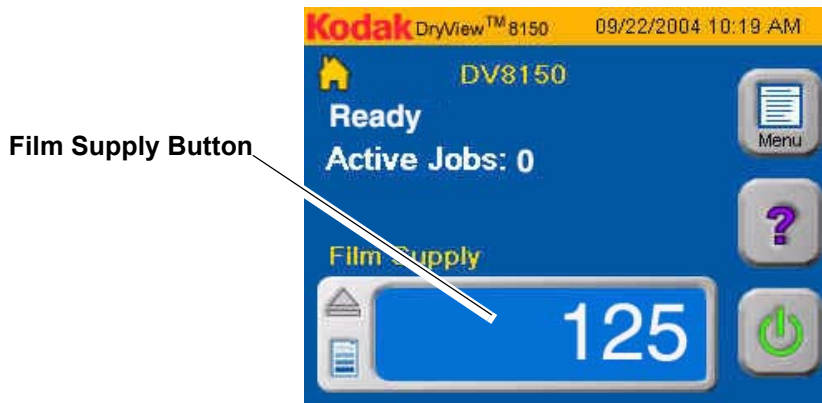 Kodak DryView™ 8150 09/22/2004 10:19 AM
DV8150
Ready
Menu
Film Supply Button
Active Jobs: 0
?
Film Supply
125